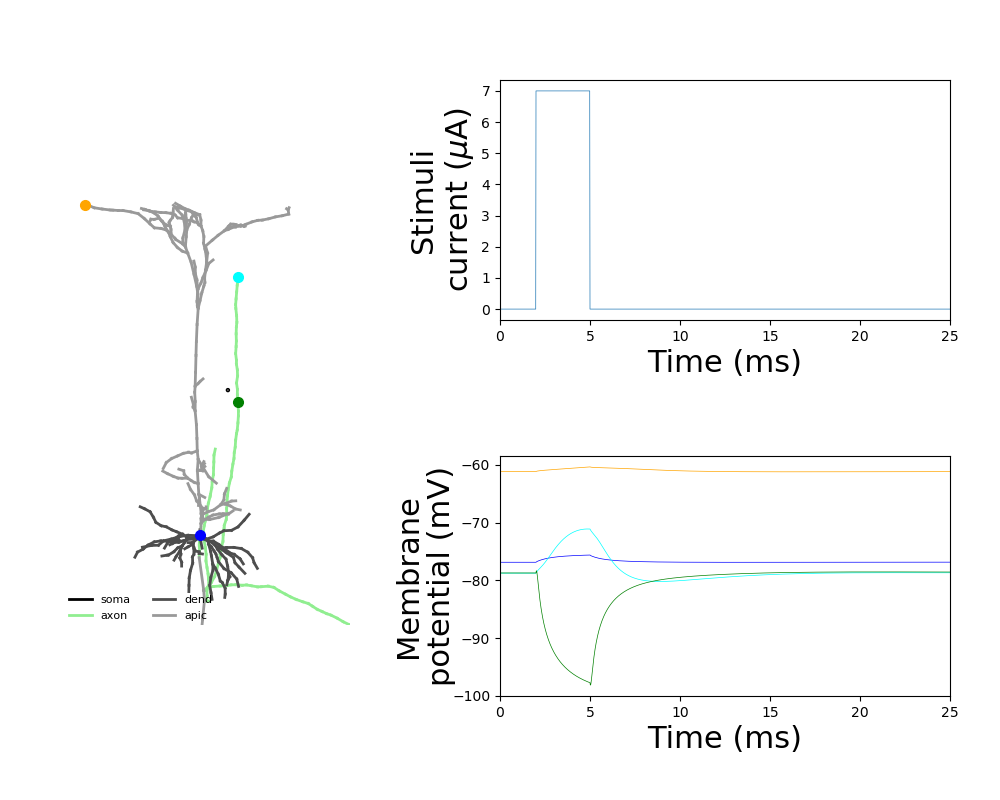 soma
axon
dend
apic
Stimuli
current (μA)
7
6
5
4
3
2
1
0
0 5 10 15 20 25
Time (ms)
Membrane
potential (mV)
−60
−70
−80
−90
−100
0 5 10 15 20 25
Time (ms)